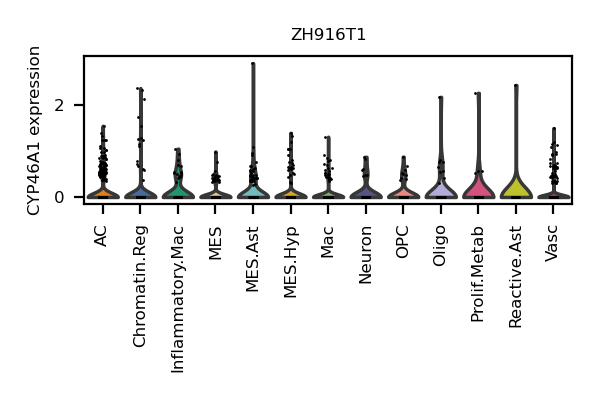 ZH916T1
CYP46A1 expression
2
0
AC
Chromatin.Reg
Inflammatory.Mac
MES
MES.Ast
MES.Hyp
Mac
Neuron
OPC
Oligo
Prolif.Metab
Reactive.Ast
Vasc